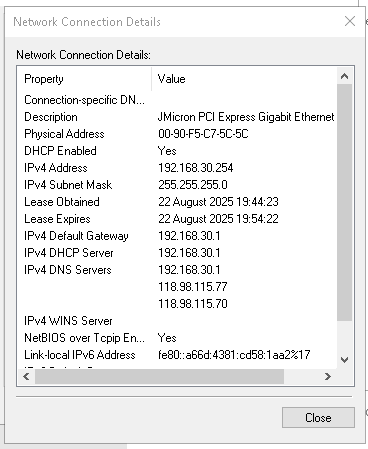 Network Connection Details
Network Connection Details:
Property Value
Connection-specific DN...
Description JMicron PCI Express Gigabit Ethernet
Physical Address 00-90-F5-C7-5C-5C
DHCP Enabled Yes
IPv4 Address 192.168.30.254
IPv4 Subnet Mask 255.255.255.0
Lease Obtained 22 August 2025 19:44:23
Lease Expires 22 August 2025 19:54:22
IPv4 Default Gateway 192.168.30.1
IPv4 DHCP Server 192.168.30.1
IPv4 DNS Servers 192.168.30.1
118.98.115.77
118.98.115.70
IPv4 WINS Server
NetBIOS over Tcpip En... Yes
Link-local IPv6 Address fe80::a66d:4381:cd58:1aa2%17
Close